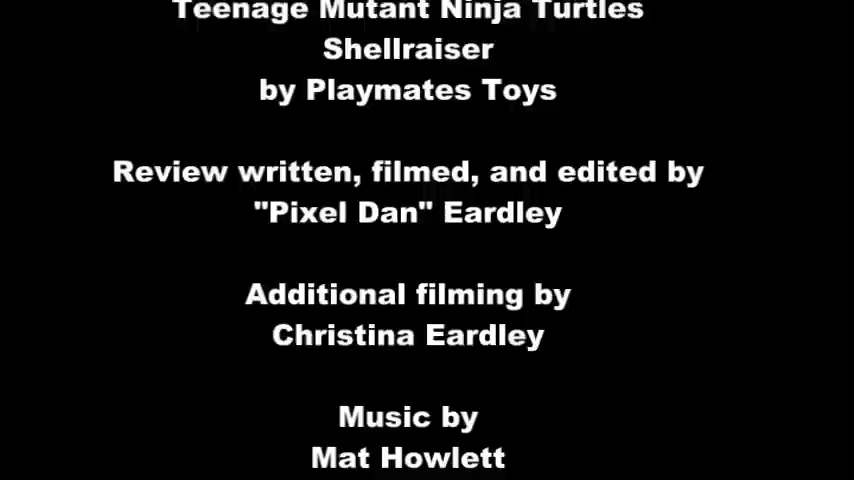 Teenage Mutant Ninja Turtles
Shellraiser
by Playmates Toys
Review written, filmed, and edited by
"Pixel Dan" Eardley
Additional filming by
Christina Eardley
Music by
Mat Howlett